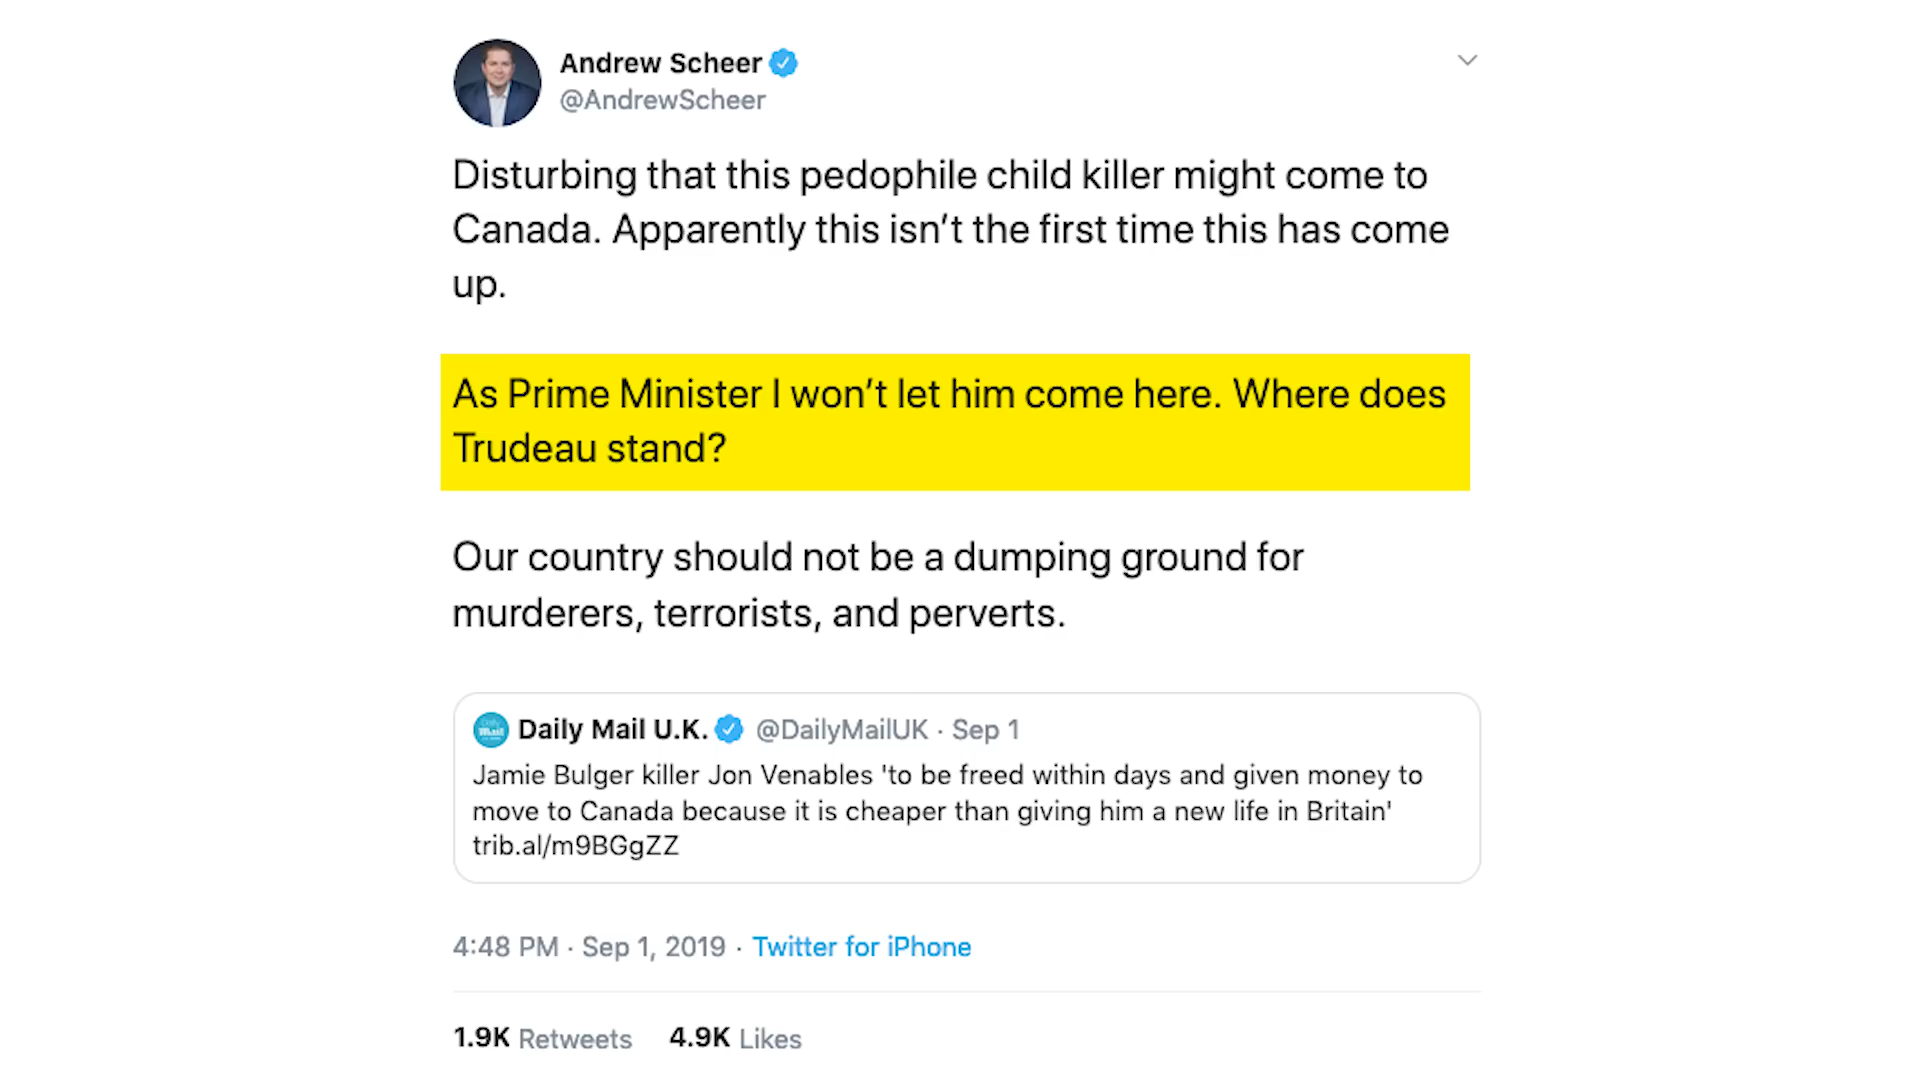 Andrew Scheer
@AndrewScheer
Disturbing that this pedophile child killer might come to
Canada. Apparently this isn’t the first time this has come
up.
As Prime Minister I won’t let him come here. Where does
Trudeau stand?
Our country should not be a dumping ground for
murderers, terrorists, and perverts.
Daily Mail U.K. @DailyMailUK · Sep 1
Jamie Bulger killer Jon Venables 'to be freed within days and given money to
move to Canada because it is cheaper than giving him a new life in Britain'
trib.al/m9BGgZZ
4:48 PM · Sep 1, 2019 · Twitter for iPhone
1.9K Retweets 4.9K Likes